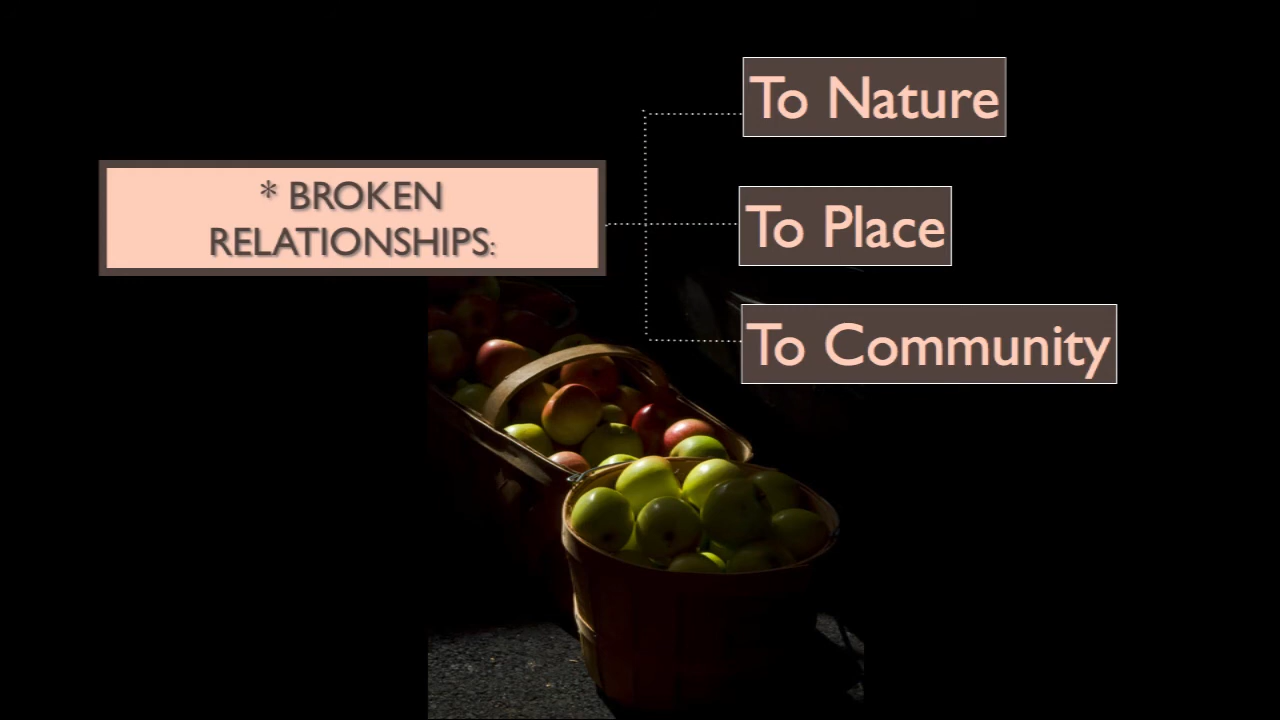 * BROKEN
RELATIONSHIPS:
To Nature
To Place
To Community